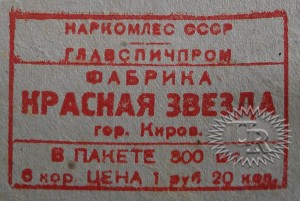 НАРКОМЛЕС СССР
ГЛАВСПИЧПРОМ
ФАБРИКА
КРАСНАЯ ЗВЕЗДА
гор. Киров.
В ПАКЕТЕ 300
6 кор. ЦЕНА 1 руб 20 коп.